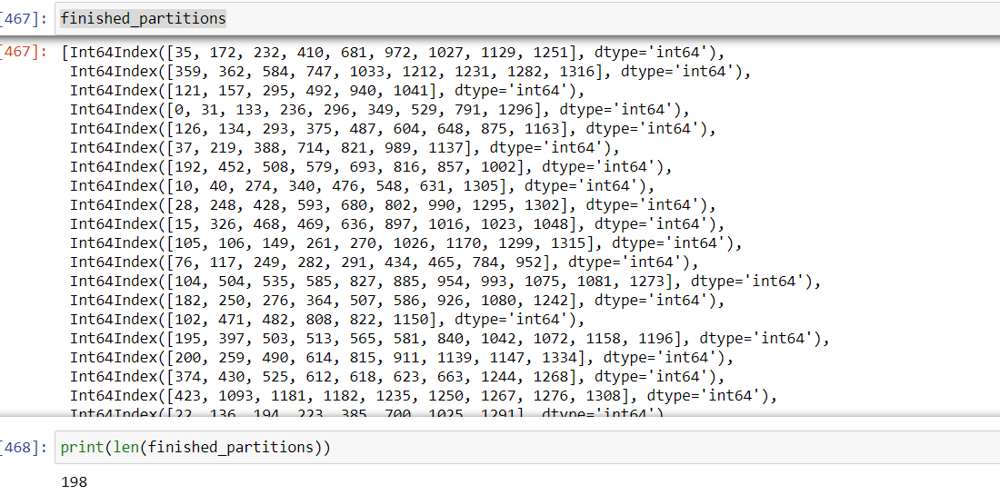 [467]: finished_partitions
[467]: [Int64Index([35, 172, 232, 410, 681, 972, 1027, 1129, 1251], dtype='int64'),
Int64Index([359, 362, 584, 747, 1033, 1212, 1231, 1282, 1316], dtype='int64'),
Int64Index([121, 157, 295, 492, 940, 1041], dtype='int64'),
Int64Index([0, 31, 133, 236, 296, 349, 529, 791, 1296], dtype='int64'),
Int64Index([126, 134, 293, 375, 487, 604, 648, 875, 1163], dtype='int64'),
Int64Index([37, 219, 388, 714, 821, 989, 1137], dtype='int64'),
Int64Index([192, 452, 508, 579, 693, 816, 857, 1002], dtype='int64'),
Int64Index([10, 40, 274, 340, 476, 548, 631, 1305], dtype='int64'),
Int64Index([28, 248, 428, 593, 680, 802, 990, 1295, 1302], dtype='int64'),
Int64Index([15, 326, 468, 469, 636, 897, 1016, 1023, 1048], dtype='int64'),
Int64Index([105, 106, 149, 261, 270, 1026, 1170, 1299, 1315], dtype='int64'),
Int64Index([76, 117, 249, 282, 291, 434, 465, 784, 952], dtype='int64'),
Int64Index([104, 504, 535, 585, 827, 885, 954, 993, 1075, 1081, 1273], dtype='int64'),
Int64Index([182, 250, 276, 364, 507, 586, 926, 1080, 1242], dtype='int64'),
Int64Index([102, 471, 482, 808, 822, 1150], dtype='int64'),
Int64Index([195, 397, 503, 513, 565, 581, 840, 1042, 1072, 1158, 1196], dtype='int64'),
Int64Index([200, 259, 490, 614, 815, 911, 1139, 1147, 1334], dtype='int64'),
Int64Index([374, 430, 525, 612, 618, 623, 663, 1244, 1268], dtype='int64'),
Int64Index([423, 1093, 1181, 1182, 1235, 1250, 1267, 1276, 1308], dtype='int64'),
Int64Index([22, 136, 194, 223, 385, 700, 1025, 1291], dtype='int64')
[468]: print(len(finished_partitions))
198